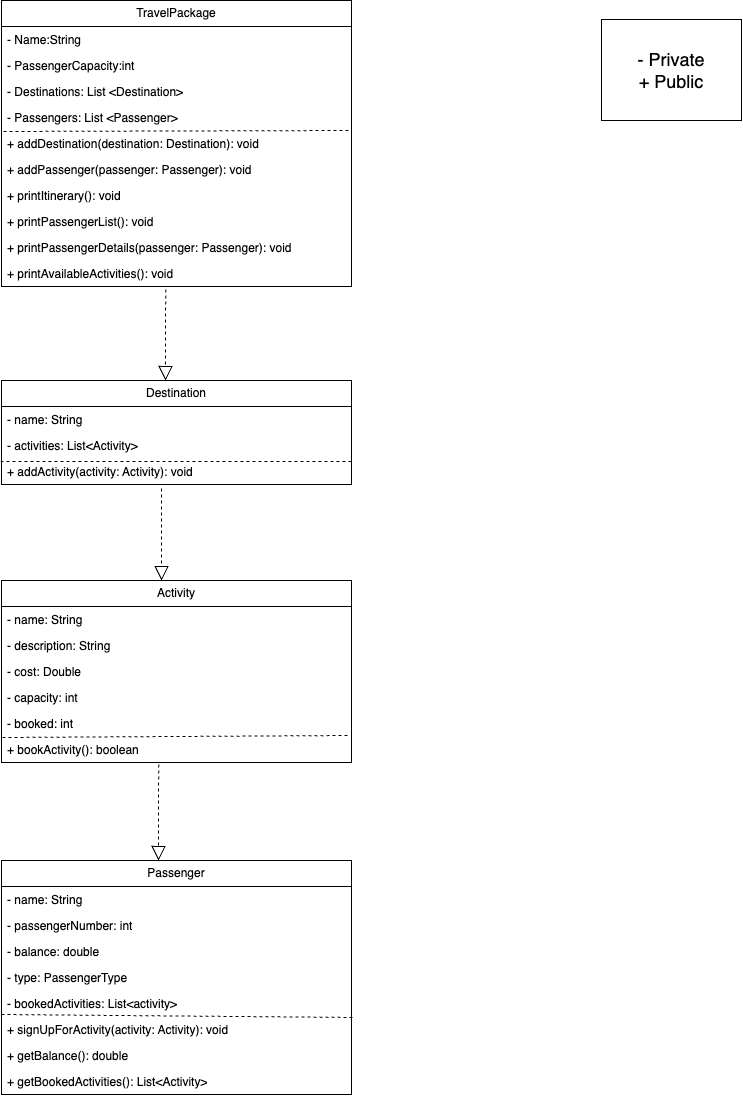 TravelPackage
- Name:String
- PassengerCapacity:int
- Destinations: List <Destination>
- Passengers: List <Passenger>
+ addDestination(destination: Destination): void
+ addPassenger(passenger: Passenger): void
+ printItinerary(): void
+ printPassengerList(): void
+ printPassengerDetails(passenger: Passenger): void
+ printAvailableActivities(): void
- Private
+ Public
Destination
- name: String
- activities: List<Activity>
+ addActivity(activity: Activity): void
Activity
- name: String
- description: String
- cost: Double
- capacity: int
- booked: int
+ bookActivity(): boolean
Passenger
- name: String
- passengerNumber: int
- balance: double
- type: PassengerType
- bookedActivities: List<activity>
+ signUpForActivity(activity: Activity): void
+ getBalance(): double
+ getBookedActivities(): List<Activity>